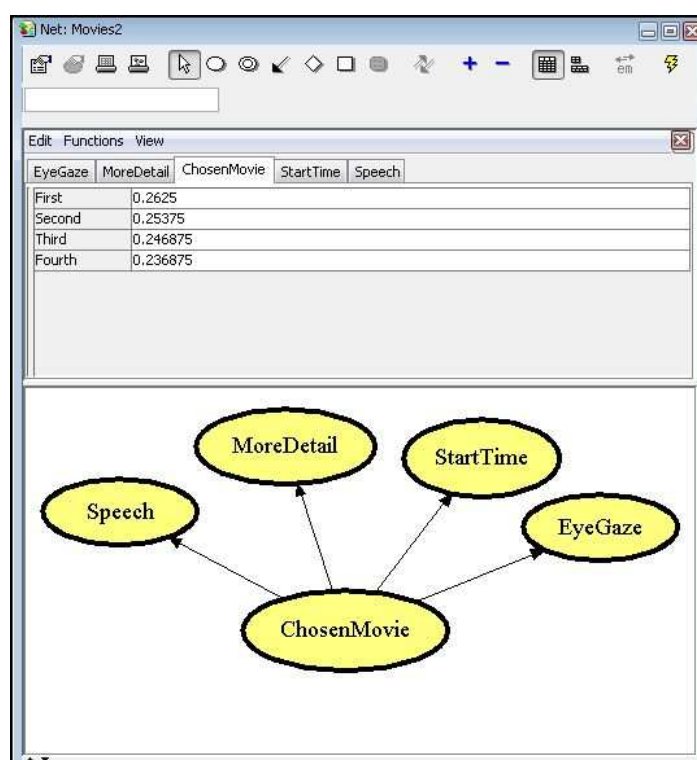 Net: Movies2
em
Edit Functions View
EyeGaze MoreDetail ChosenMovie StartTime Speech
First 0.2625
Second 0.25375
Third 0.246875
Fourth 0.236875
MoreDetail
StartTime
Speech
EyeGaze
ChosenMovie